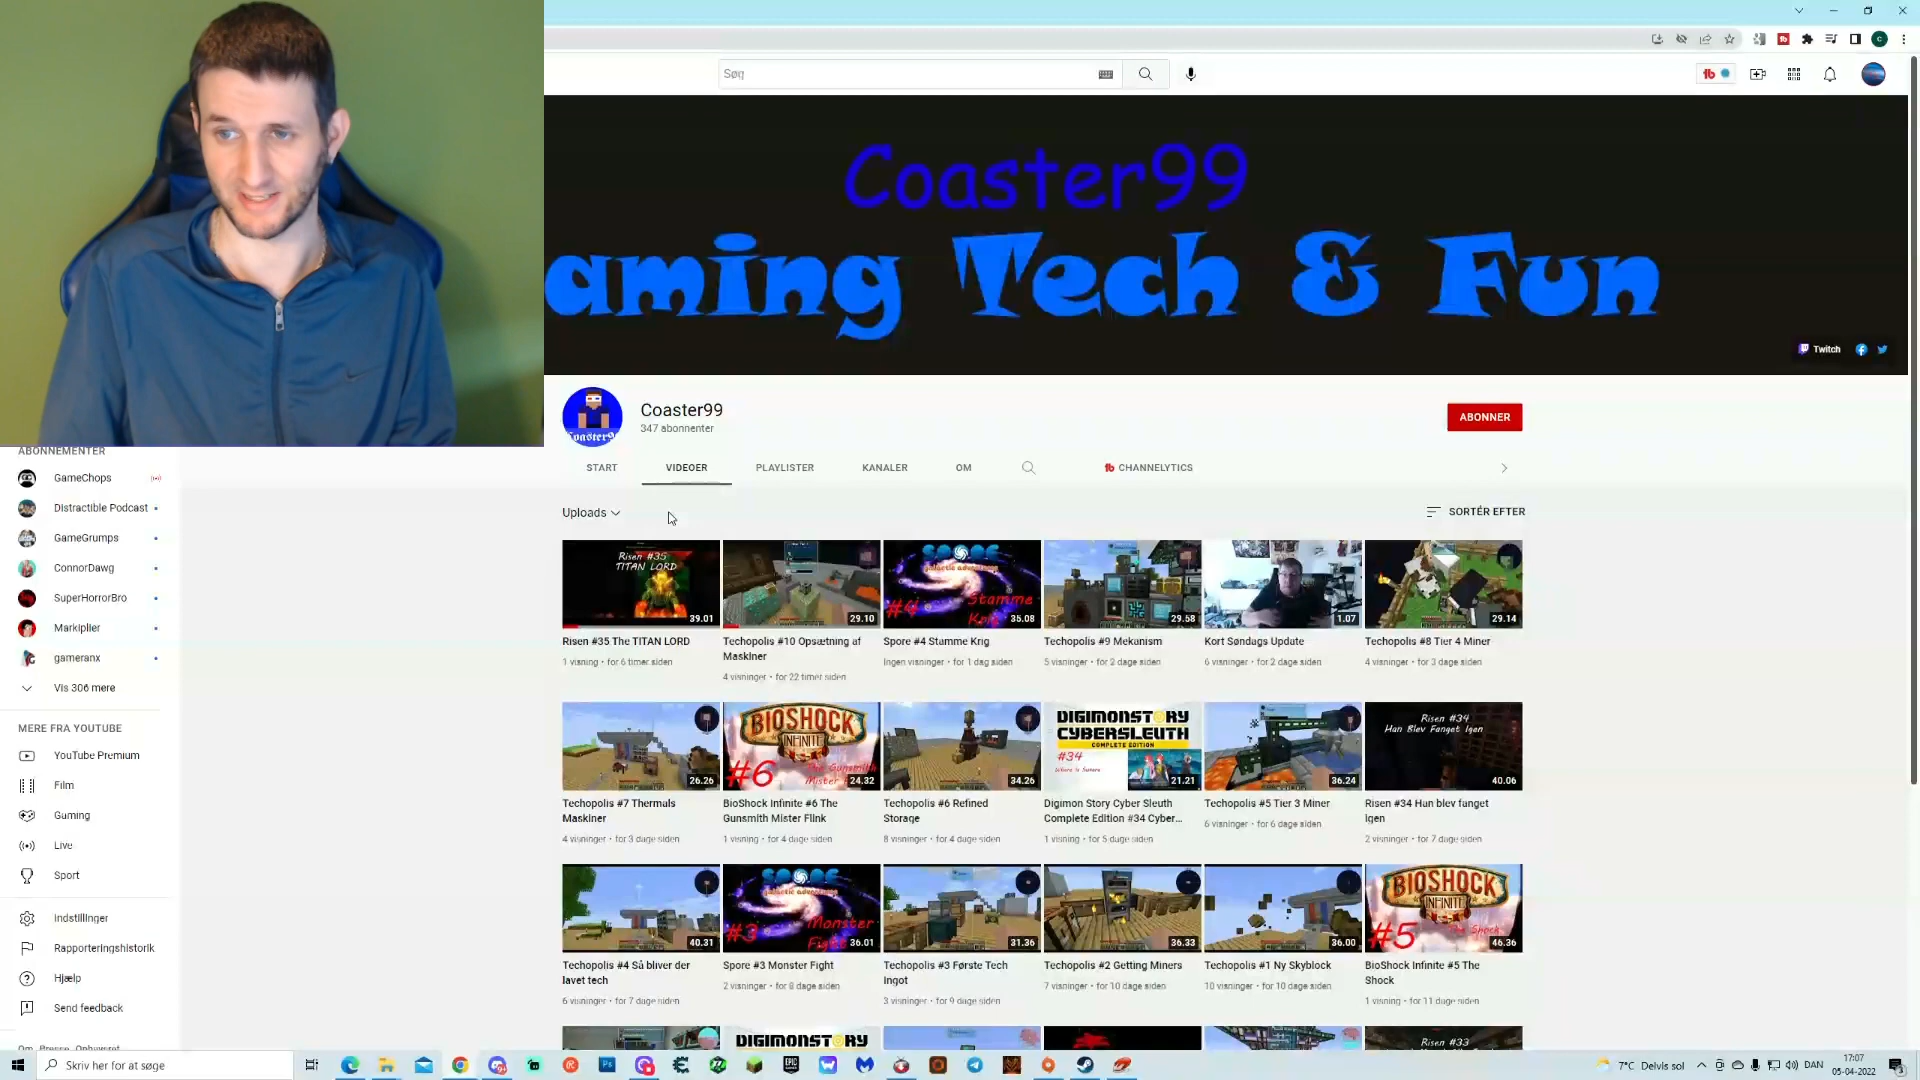 Søg
Coaster99
aming Tech & Fun
Twitch
Coaster99
347 abonnenter
ABONNER
START
VIDEOER
PLAYLISTER
KANALER
OM
CHANNELYTICS
Uploads
SORTÉR EFTER
ABONNEMENTER
GameChops
Distractible Podcast
GameGrumps
ConnorDawg
SuperHorrorBro
Markiplier
gameranx
Vis 306 mere
MERE FRA YOUTUBE
YouTube Premium
Film
Gaming
Live
Sport
Indstillinger
Rapporteringshistorik
Hjælp
Send feedback
Risen #35
TITAN LORD
39.01
Risen #35 The TITAN LORD
1 visning • for 6 timer siden
29.10
Techopolis #10 Opsætning af
Maskiner
4 visninger • for 22 timer siden
SPORE
galactic adventures
#4 Stamme
Krig
35.08
Spore #4 Stamme Krig
Ingen visninger • for 1 dag siden
29.58
Techopolis #9 Mekanism
5 visninger • for 2 dage siden
1.07
Kort Søndags Update
6 visninger • for 2 dage siden
29.14
Techopolis #8 Tier 4 Miner
4 visninger • for 3 dage siden
26.26
Techopolis #7 Thermals
Maskiner
4 visninger • for 3 dage siden
BIOSHOCK
INFINITE
#6
The Gunsmith
Mister
24.32
BioShock Infinite #6 The
Gunsmith Mister Flink
1 visning • for 4 dage siden
34.26
Techopolis #6 Refined
Storage
8 visninger • for 4 dage siden
DIGIMONSTORY
CYBERSLEUTH
COMPLETE EDITION
#34
21.21
Digimon Story Cyber Sleuth
Complete Edition #34 Cyber...
1 visning • for 5 dage siden
36.24
Techopolis #5 Tier 3 Miner
6 visninger • for 6 dage siden
Risen #34
Han Blev Fanget Igen
40.06
Risen #34 Han blev fanget
igen
2 visninger • for 7 dage siden
40.31
Techopolis #4 Så bliver der
lavet tech
6 visninger • for 7 dage siden
SPORE
galactic adventures
#3
Monster
Fight
36.01
Spore #3 Monster Fight
2 visninger • for 8 dage siden
31.36
Techopolis #3 Første Tech
Ingot
3 visninger • for 9 dage siden
36.33
Techopolis #2 Getting Miners
7 visninger • for 10 dage siden
36.00
Techopolis #1 Ny Skyblock
10 visninger • for 10 dage siden
BIOSHOCK
INFINITE
#5
The Shock
46.36
BioShock Infinite #5 The
Shock
1 visning • for 11 dage siden
DIGIMONSTORY
Risen #33
Skriv her for at søge
7°C Delvis sol
DAN
17:07
05-04-2022